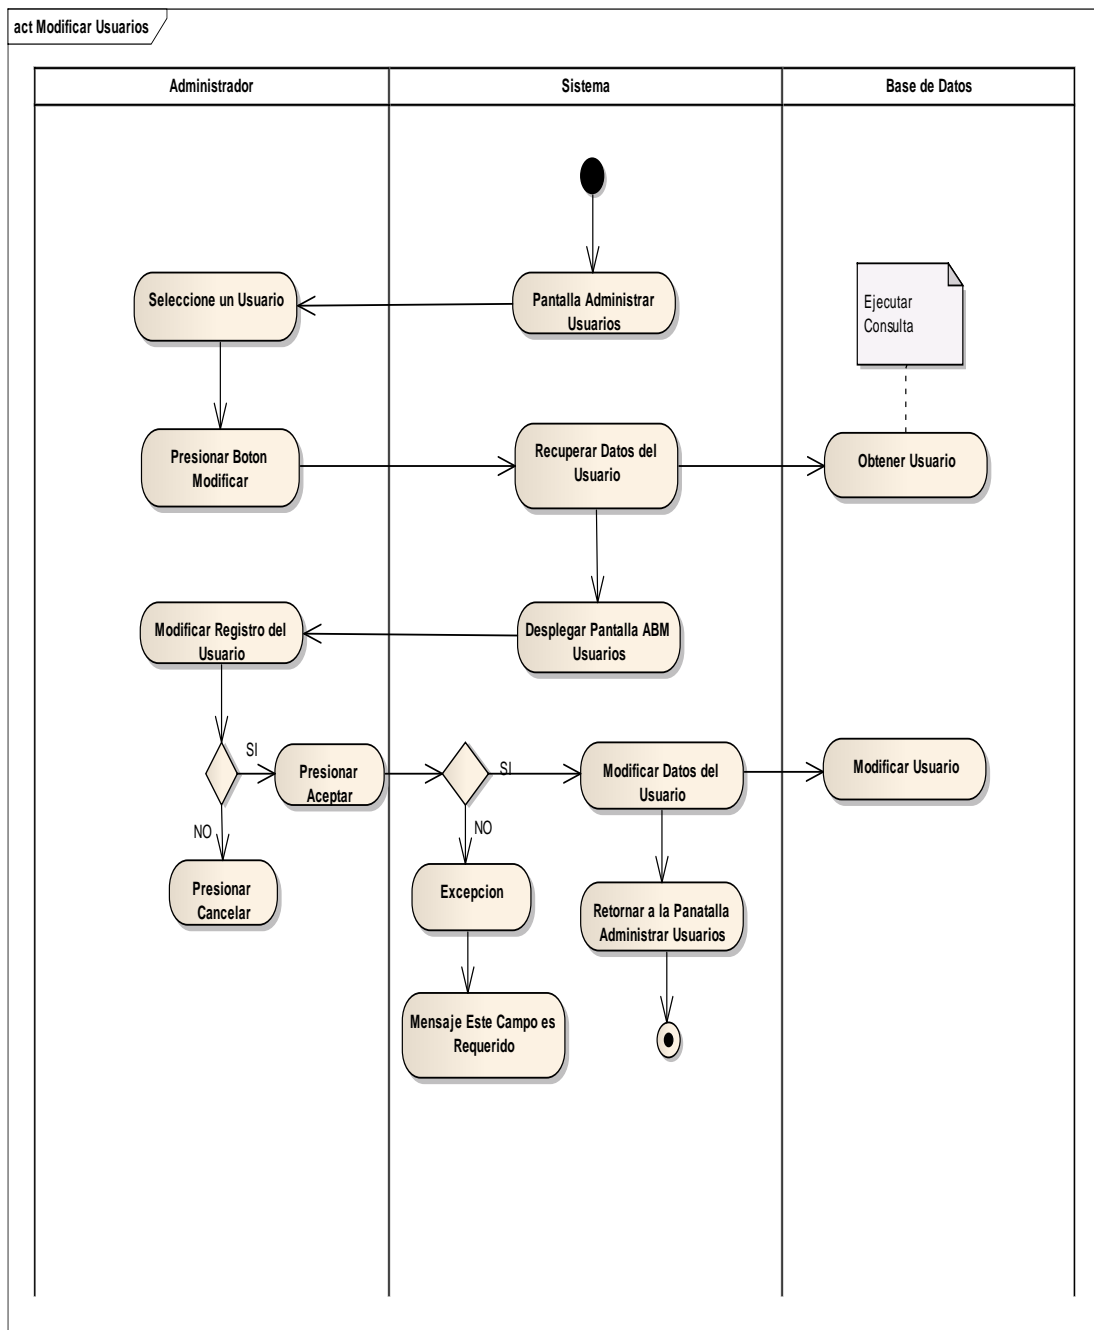 act Modificar Usuarios
Administrador
Sistema
Base de Datos
Seleccione un Usuario
Pantalla Administrar
Usuarios
Ejecutar
Consulta
Presionar Boton
Modificar
Recuperar Datos del
Usuario
Obtener Usuario
Modificar Registro del
Usuario
Desplegar Pantalla ABM
Usuarios
SI
Presionar
Aceptar
SI
Modificar Datos del
Usuario
Modificar Usuario
NO
NO
Presionar
Cancelar
Excepcion
Retornar a la Panatalla
Administrar Usuarios
Mensaje Este Campo es
Requerido